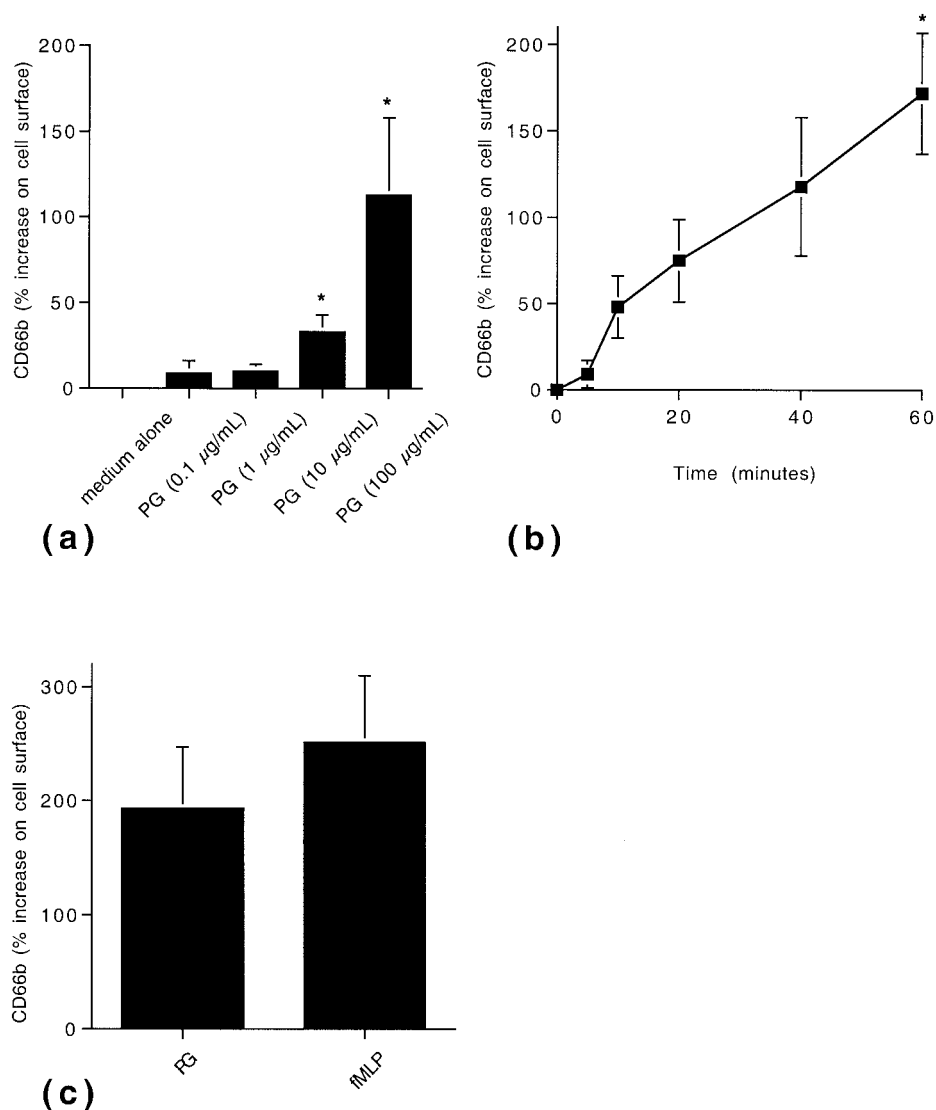 200
150
100
50
0
CD66b (% increase on cell surface)
*
*
medium alone
PG (0.1 µg/mL)
PG (1 µg/mL)
PG (10 µg/mL)
PG (100 µg/mL)
(a)
200
150
100
50
0
CD66b (% increase on cell surface)
*
0
20
40
60
Time (minutes)
(b)
300
200
100
0
CD66b (% increase on cell surface)
PG
fMLP
(c)